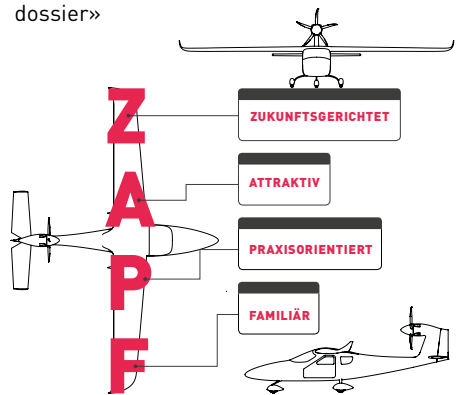 dossier»
Z
ZUKUNFTSGERICHTET
A
ATTRAKTIV
P
PRAXISORIENTIERT
F
FAMILIÄR